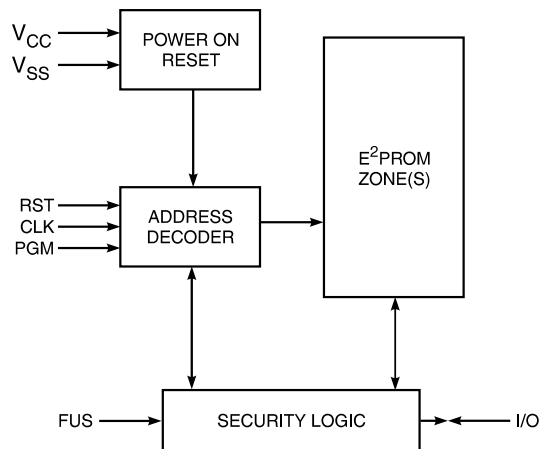 V_CC
V_SS
POWER ON
RESET
E²PROM
ZONE(S)
RST
CLK
PGM
ADDRESS
DECODER
FUS
SECURITY LOGIC
I/O